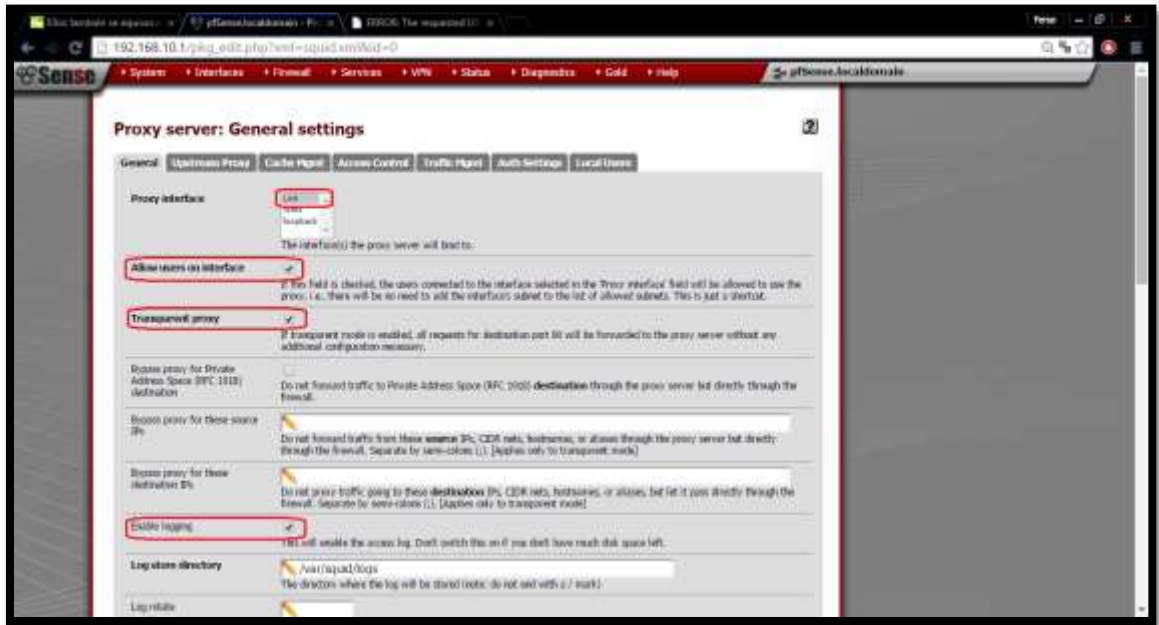 pfSense.localdomain - P
ERROR: The requested U
192.168.10.1/pkg_edit.php?xml=squid.xml&id=0
Sense System Interfaces Firewall Services VPN Status Diagnostics Gold Help pfSense.localdomain
Proxy server: General settings
General Upstream Proxy Cache Mgmt Access Control Traffic Mgmt Auth Settings Local Users
Proxy interface
LAN
loopback
The interface(s) the proxy server will bind to.
Allow users on interface
If this field is checked, the users connected to the interface selected in the 'Proxy interface' field will be allowed to use the
proxy, i.e., there will be no need to add the interface's subnet to the list of allowed subnets. This is just a shortcut.
Transparent proxy
If transparent mode is enabled, all requests for destination port 80 will be forwarded to the proxy server without any
additional configuration necessary.
Bypass proxy for Private
Address Space (RFC 1918)
destination
Do not forward traffic to Private Address Space (RFC 1918) destination through the proxy server but directly through the
firewall.
Bypass proxy for these source
IPs
Do not forward traffic from these source IPs, CIDR nets, hostnames, or aliases through the proxy server but directly
through the firewall. Separate by semi-colons (;). [Applies only to transparent mode]
Bypass proxy for these
destination IPs
Do not proxy traffic going to these destination IPs, CIDR nets, hostnames, or aliases, but let it pass directly through the
firewall. Separate by semi-colons (;). [Applies only to transparent mode]
Enable logging
This will enable the access log. Don't switch this on if you don't have much disk space left.
Log store directory
/var/squid/logs
The directory where the log will be stored (note: do not end with a / mark)
Log rotate